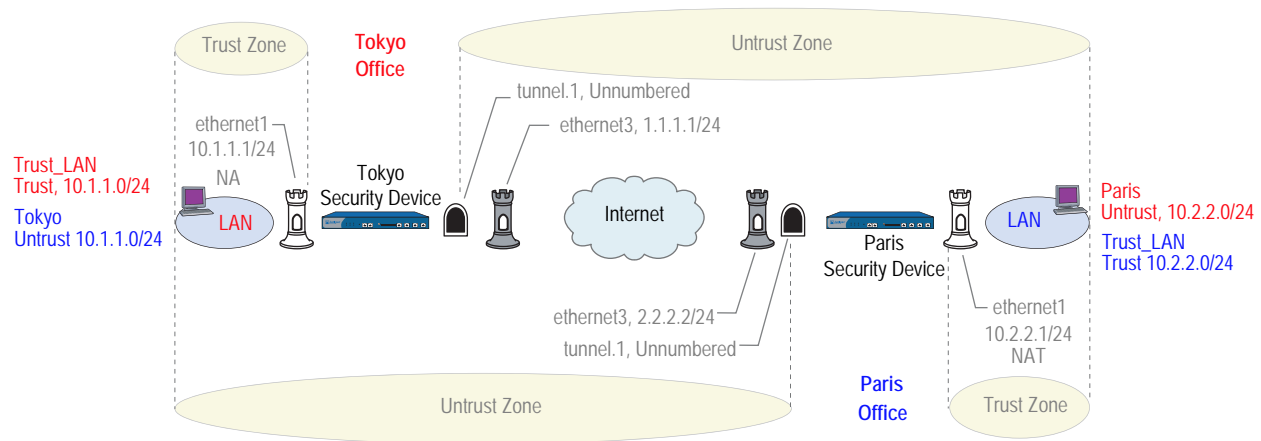 Trust Zone
Tokyo
Office
Untrust Zone
tunnel.1, Unnumbered
ethernet3, 1.1.1.1/24
ethernet1
10.1.1.1/24
NA
Trust_LAN
Trust, 10.1.1.0/24
Tokyo
Untrust 10.1.1.0/24
LAN
Tokyo
Security Device
Internet
Paris
Security Device
LAN
Paris
Untrust, 10.2.2.0/24
Trust_LAN
Trust 10.2.2.0/24
ethernet3, 2.2.2.2/24
tunnel.1, Unnumbered
ethernet1
10.2.2.1/24
NAT
Untrust Zone
Paris
Office
Trust Zone